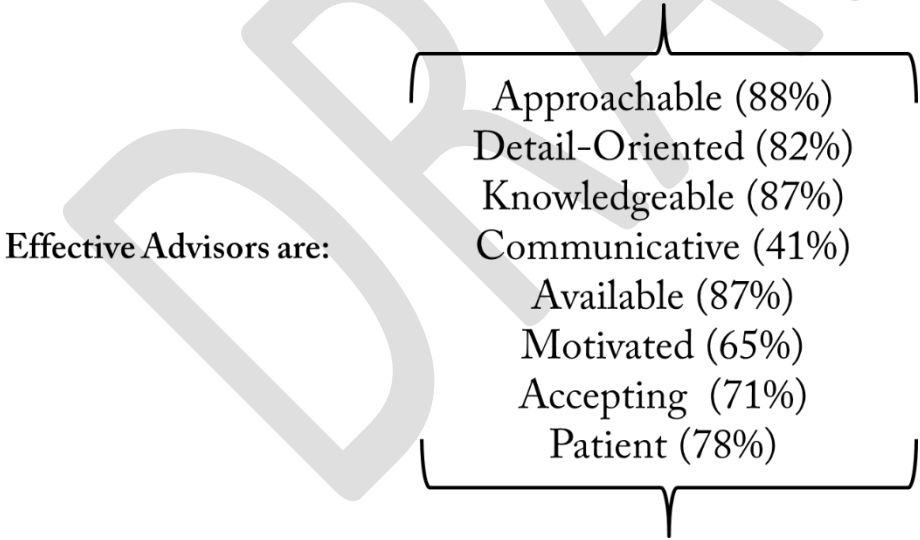 Approachable (88%)
Detail-Oriented (82%)
Knowledgeable (87%)
Effective Advisors are:
Communicative (41%)
Available (87%)
Motivated (65%)
Accepting (71%)
Patient (78%)